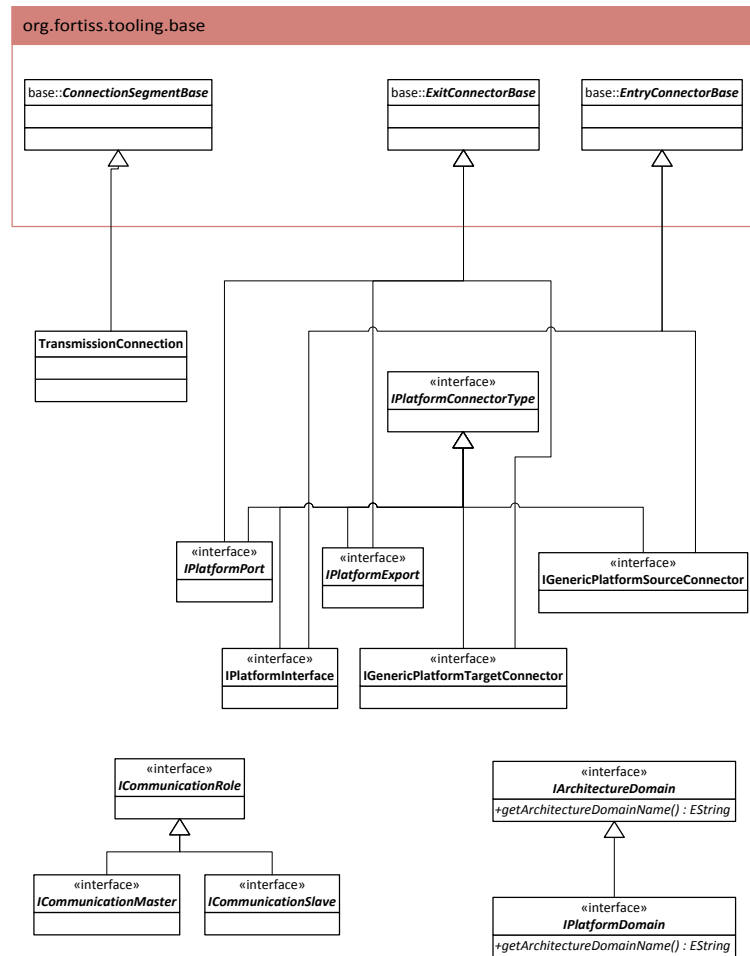 org.fortiss.tooling.base
base::ConnectionSegmentBase
base::ExitConnectorBase
base::EntryConnectorBase
TransmissionConnection
«interface»
IPlatformConnectorType
«interface»
IPlatformPort
«interface»
IPlatformExport
«interface»
IGenericPlatformSourceConnector
«interface»
IPlatformInterface
«interface»
IGenericPlatformTargetConnector
«interface»
ICommunicationRole
«interface»
IArchitectureDomain
+getArchitectureDomainName() : EString
«interface»
ICommunicationMaster
«interface»
ICommunicationSlave
«interface»
IPlatformDomain
+getArchitectureDomainName() : EString